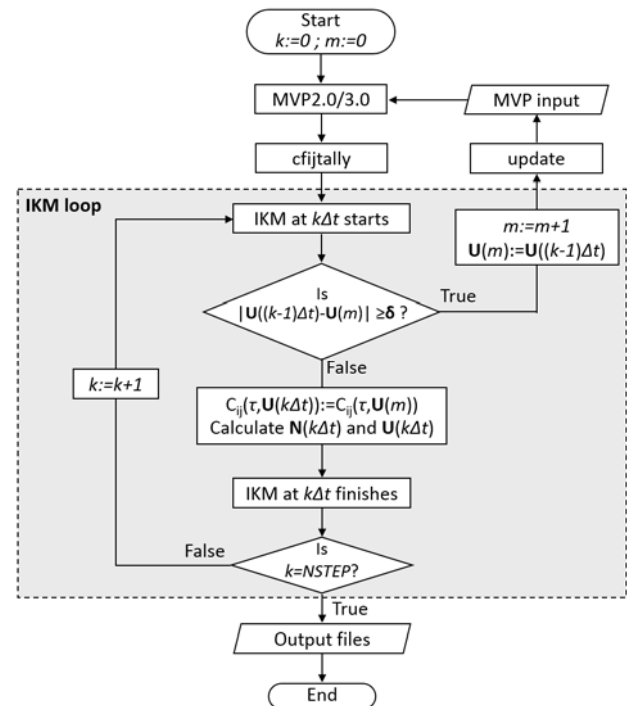 Start
k:=0 ; m:=0
MVP2.0/3.0
MVP input
cfijtally
update
IKM loop
IKM at kΔt starts
m:=m+1
U(m):=U((k-1)Δt)
Is
|U((k-1)Δt)-U(m)| ≥δ ?
True
False
k:=k+1
Cij(τ,U(kΔt)):=Cij(τ,U(m))
Calculate N(kΔt) and U(kΔt)
IKM at kΔt finishes
False
Is
k=NSTEP?
True
Output files
End